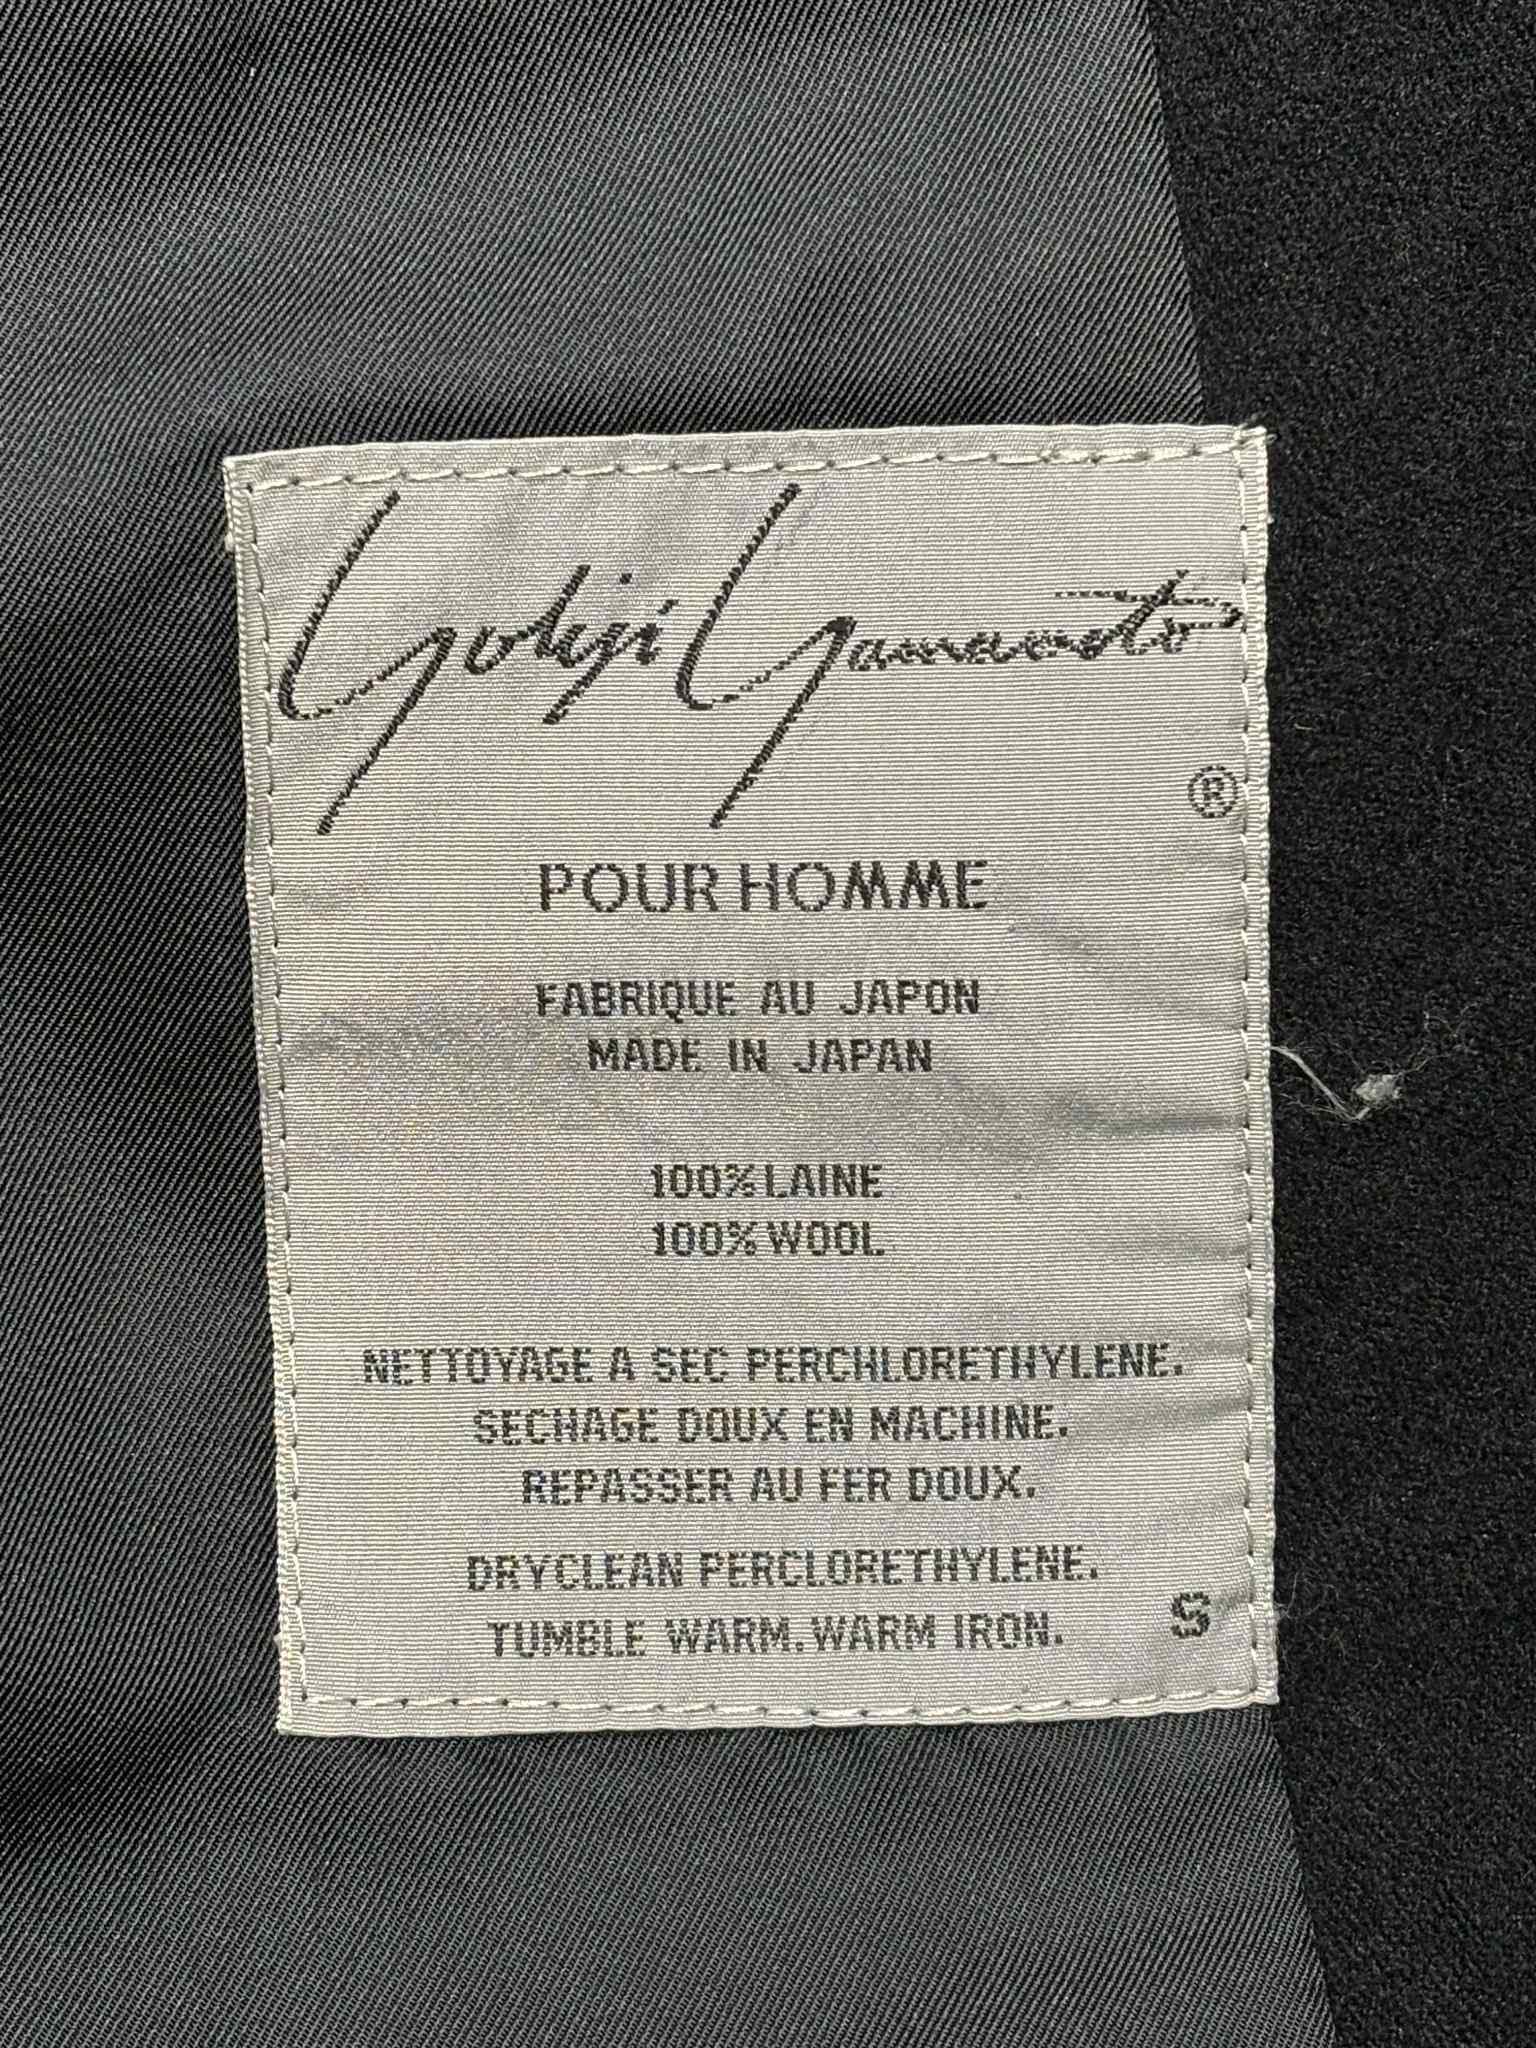 Yohji Yamamoto
®
POUR HOMME
FABRIQUE AU JAPON
MADE IN JAPAN
100% LAINE
100% WOOL
NETTOYAGE A SEC PERCHLORETHYLENE.
SECHAGE DOUX EN MACHINE.
REPASSER AU FER DOUX.
DRYCLEAN PERCLORETHYLENE.
TUMBLE WARM. WARM IRON.
S